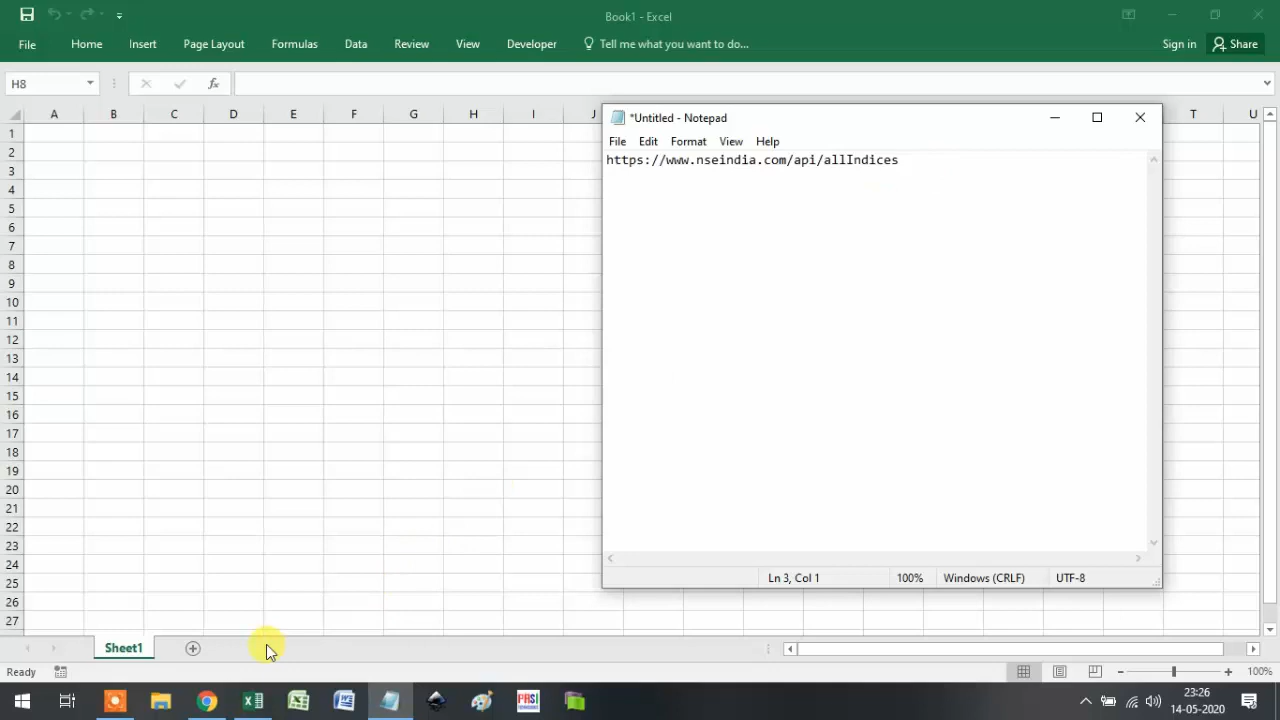 Book1 - Excel
File Home Insert Page Layout Formulas Data Review View Developer Tell me what you want to do... Sign in Share
H8 fx
A B C D E F G H I J T U
1
2
3
4
5
6
7
8
9
10
11
12
13
14
15
16
17
18
19
20
21
22
23
24
25
26
27
*Untitled - Notepad
File Edit Format View Help
https://www.nseindia.com/api/allIndices
Ln 3, Col 1 100% Windows (CRLF) UTF-8
Sheet1
Ready 100%
PRSI
23:26
14-05-2020